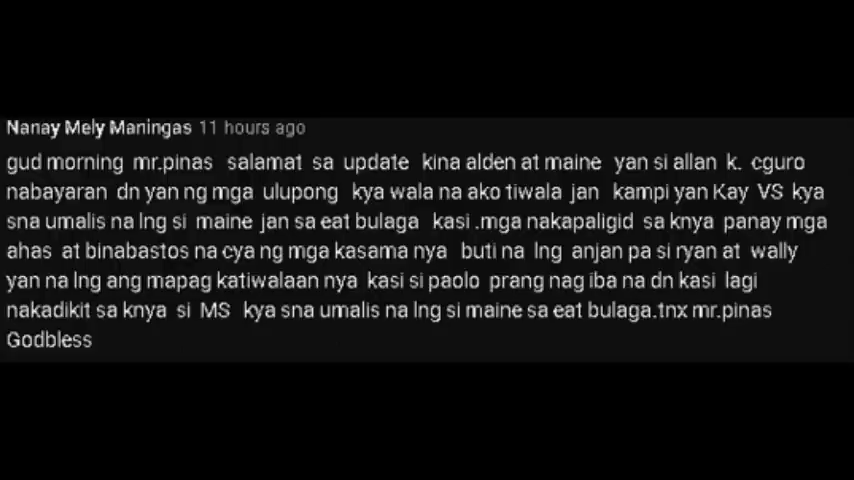 Nanay Mely Maningas 11 hours ago
gud morning mr.pinas salamat sa update kina alden at maine yan si allan k. cguro
nabayaran dn yan ng mga ulupong kya wala na ako tiwala jan kampi yan Kay VS kya
sna umalis na lng si maine jan sa eat bulaga kasi .mga nakapaligid sa knya panay mga
ahas at binabastos na cya ng mga kasama nya buti na lng anjan pa si ryan at wally
yan na lng ang mapag katiwalaan nya kasi si paolo prang nag iba na dn kasi lagi
nakadikit sa knya si MS kya sna umalis na lng si maine sa eat bulaga.tnx mr.pinas
Godbless